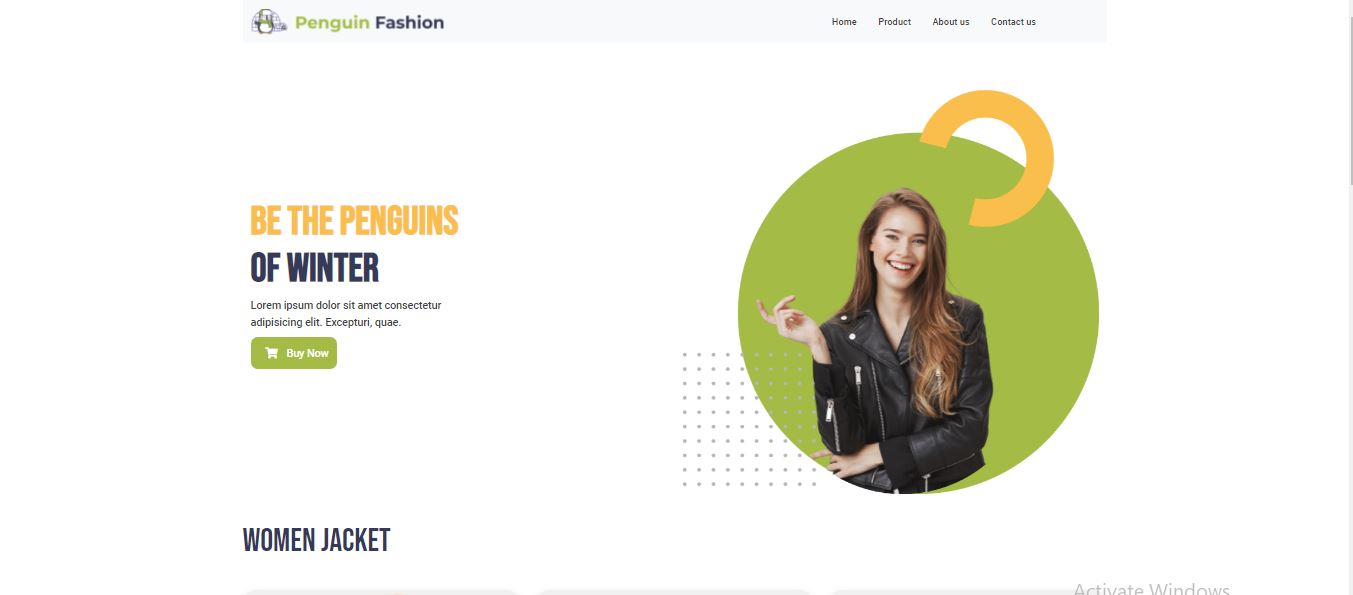 Penguin Fashion
Home Product About us Contact us
BE THE PENGUINS
OF WINTER
Lorem ipsum dolor sit amet consectetur
adipisicing elit. Excepturi, quae.
Buy Now
WOMEN JACKET
Activate Windows